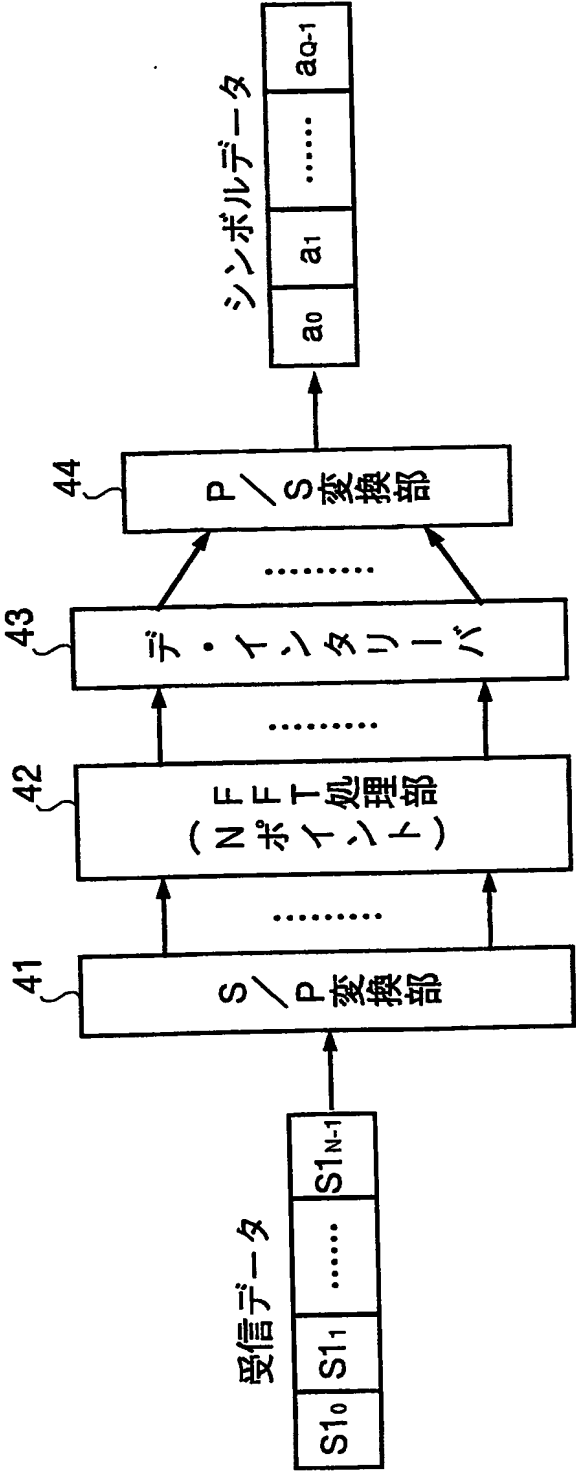 受信データ
S1₀ S1₁ …… S1N-1
41
S／P変換部
42
FFT処理部
(Nポイント)
43
デ・インタリーバ
44
P／S変換部
シンボルデータ
a₀ a₁ …… aQ-1